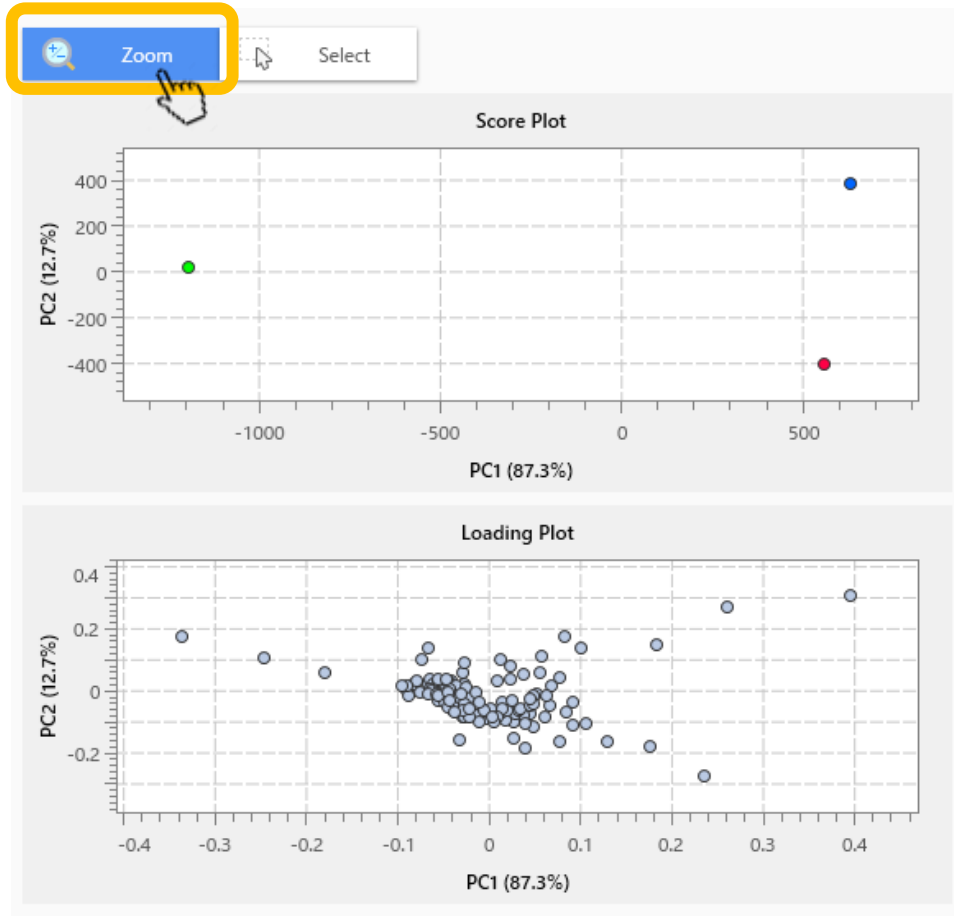 Zoom Select
Score Plot
400
200
0
-200
-400
PC2 (12.7%)
-1000 -500 0 500
PC1 (87.3%)
Loading Plot
0.4
0.2
0
-0.2
PC2 (12.7%)
-0.4 -0.3 -0.2 -0.1 0 0.1 0.2 0.3 0.4
PC1 (87.3%)